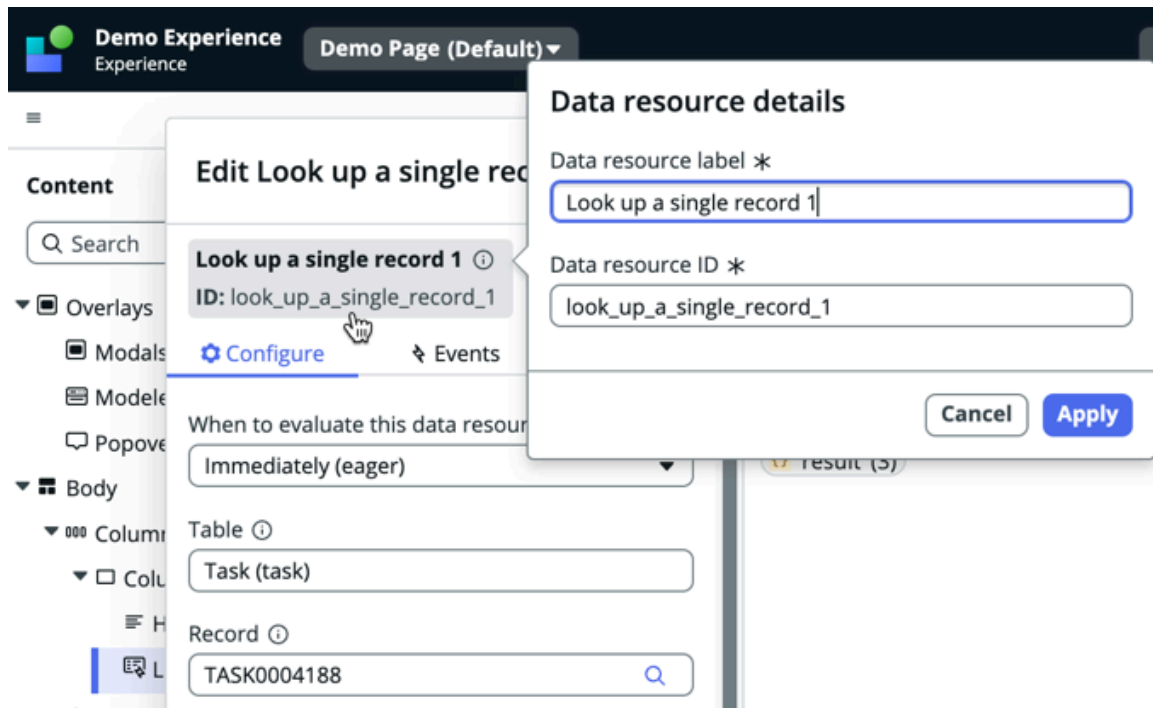 Demo Experience
Experience
Demo Page (Default)
Content
Search
Overlays
Modals
Modele
Popove
Body
Colum
Colu
H
L
Edit Look up a single rec
Look up a single record 1
ID: look_up_a_single_record_1
Configure
Events
When to evaluate this data resour
Immediately (eager)
Table
Task (task)
Record
TASK0004188
Data resource details
Data resource label *
Look up a single record 1
Data resource ID *
look_up_a_single_record_1
Cancel
Apply
result (3)